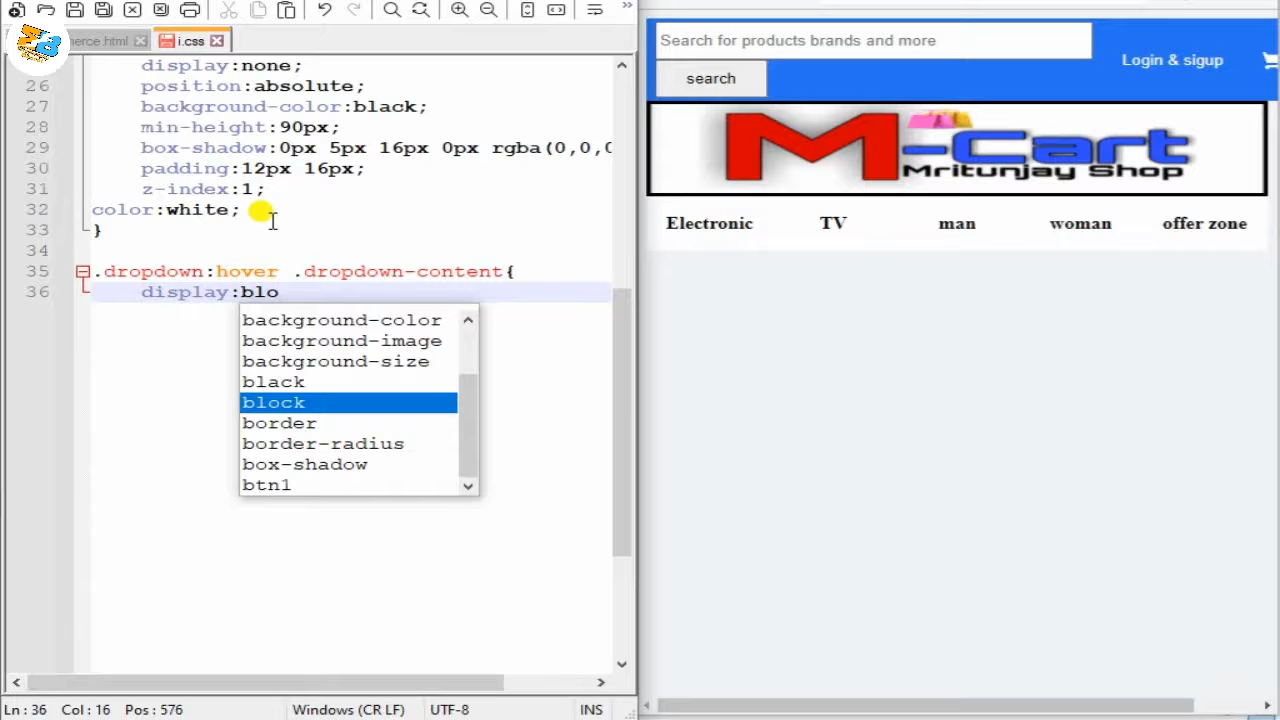 erce.html
i.css
display:none;
26 position:absolute;
27 background-color:black;
28 min-height:90px;
29 box-shadow:0px 5px 16px 0px rgba(0,0,0
30 padding:12px 16px;
31 z-index:1;
32 color:white;
33 }
34
35 .dropdown:hover .dropdown-content{
36 display:blo
background-color
background-image
background-size
black
block
border
border-radius
box-shadow
btn1
Ln : 36 Col : 16 Pos : 576 Windows (CR LF) UTF-8 INS
Search for products brands and more
search
Login & sigup
M-Cart
Mritunjay Shop
Electronic TV man woman offer zone